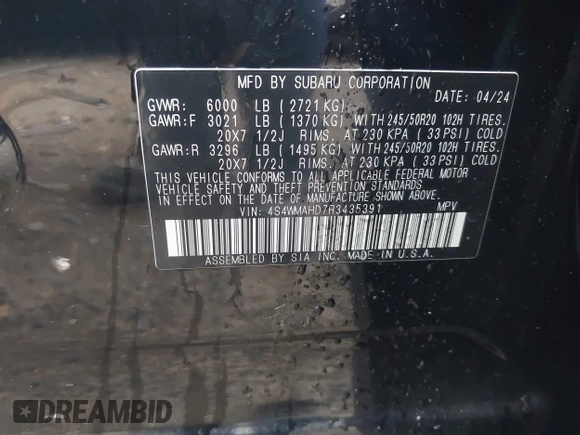 MFD BY SUBARU CORPORATION
DATE: 04/24
GVWR: 6000 LB (2721 KG)
GAWR:F 3021 LB (1370 KG) WITH 245/50R20 102H TIRES.
20X7 1/2J RIMS. AT 230 KPA (33 PSI) COLD
GAWR:R 3296 LB (1495 KG) WITH 245/50R20 102H TIRES.
20X7 1/2J RIMS. AT 230 KPA (33 PSI) COLD
THIS VEHICLE CONFORMS TO ALL APPLICABLE FEDERAL MOTOR
VEHICLE SAFETY AND THEFT PREVENTION STANDARDS
IN EFFECT ON THE DATE OF MANUFACTURE SHOWN ABOVE.
VIN: 4S4WMAHD7R3435391 MPV
ASSEMBLED BY SIA INC. MADE IN U.S.A.
DREAMBID